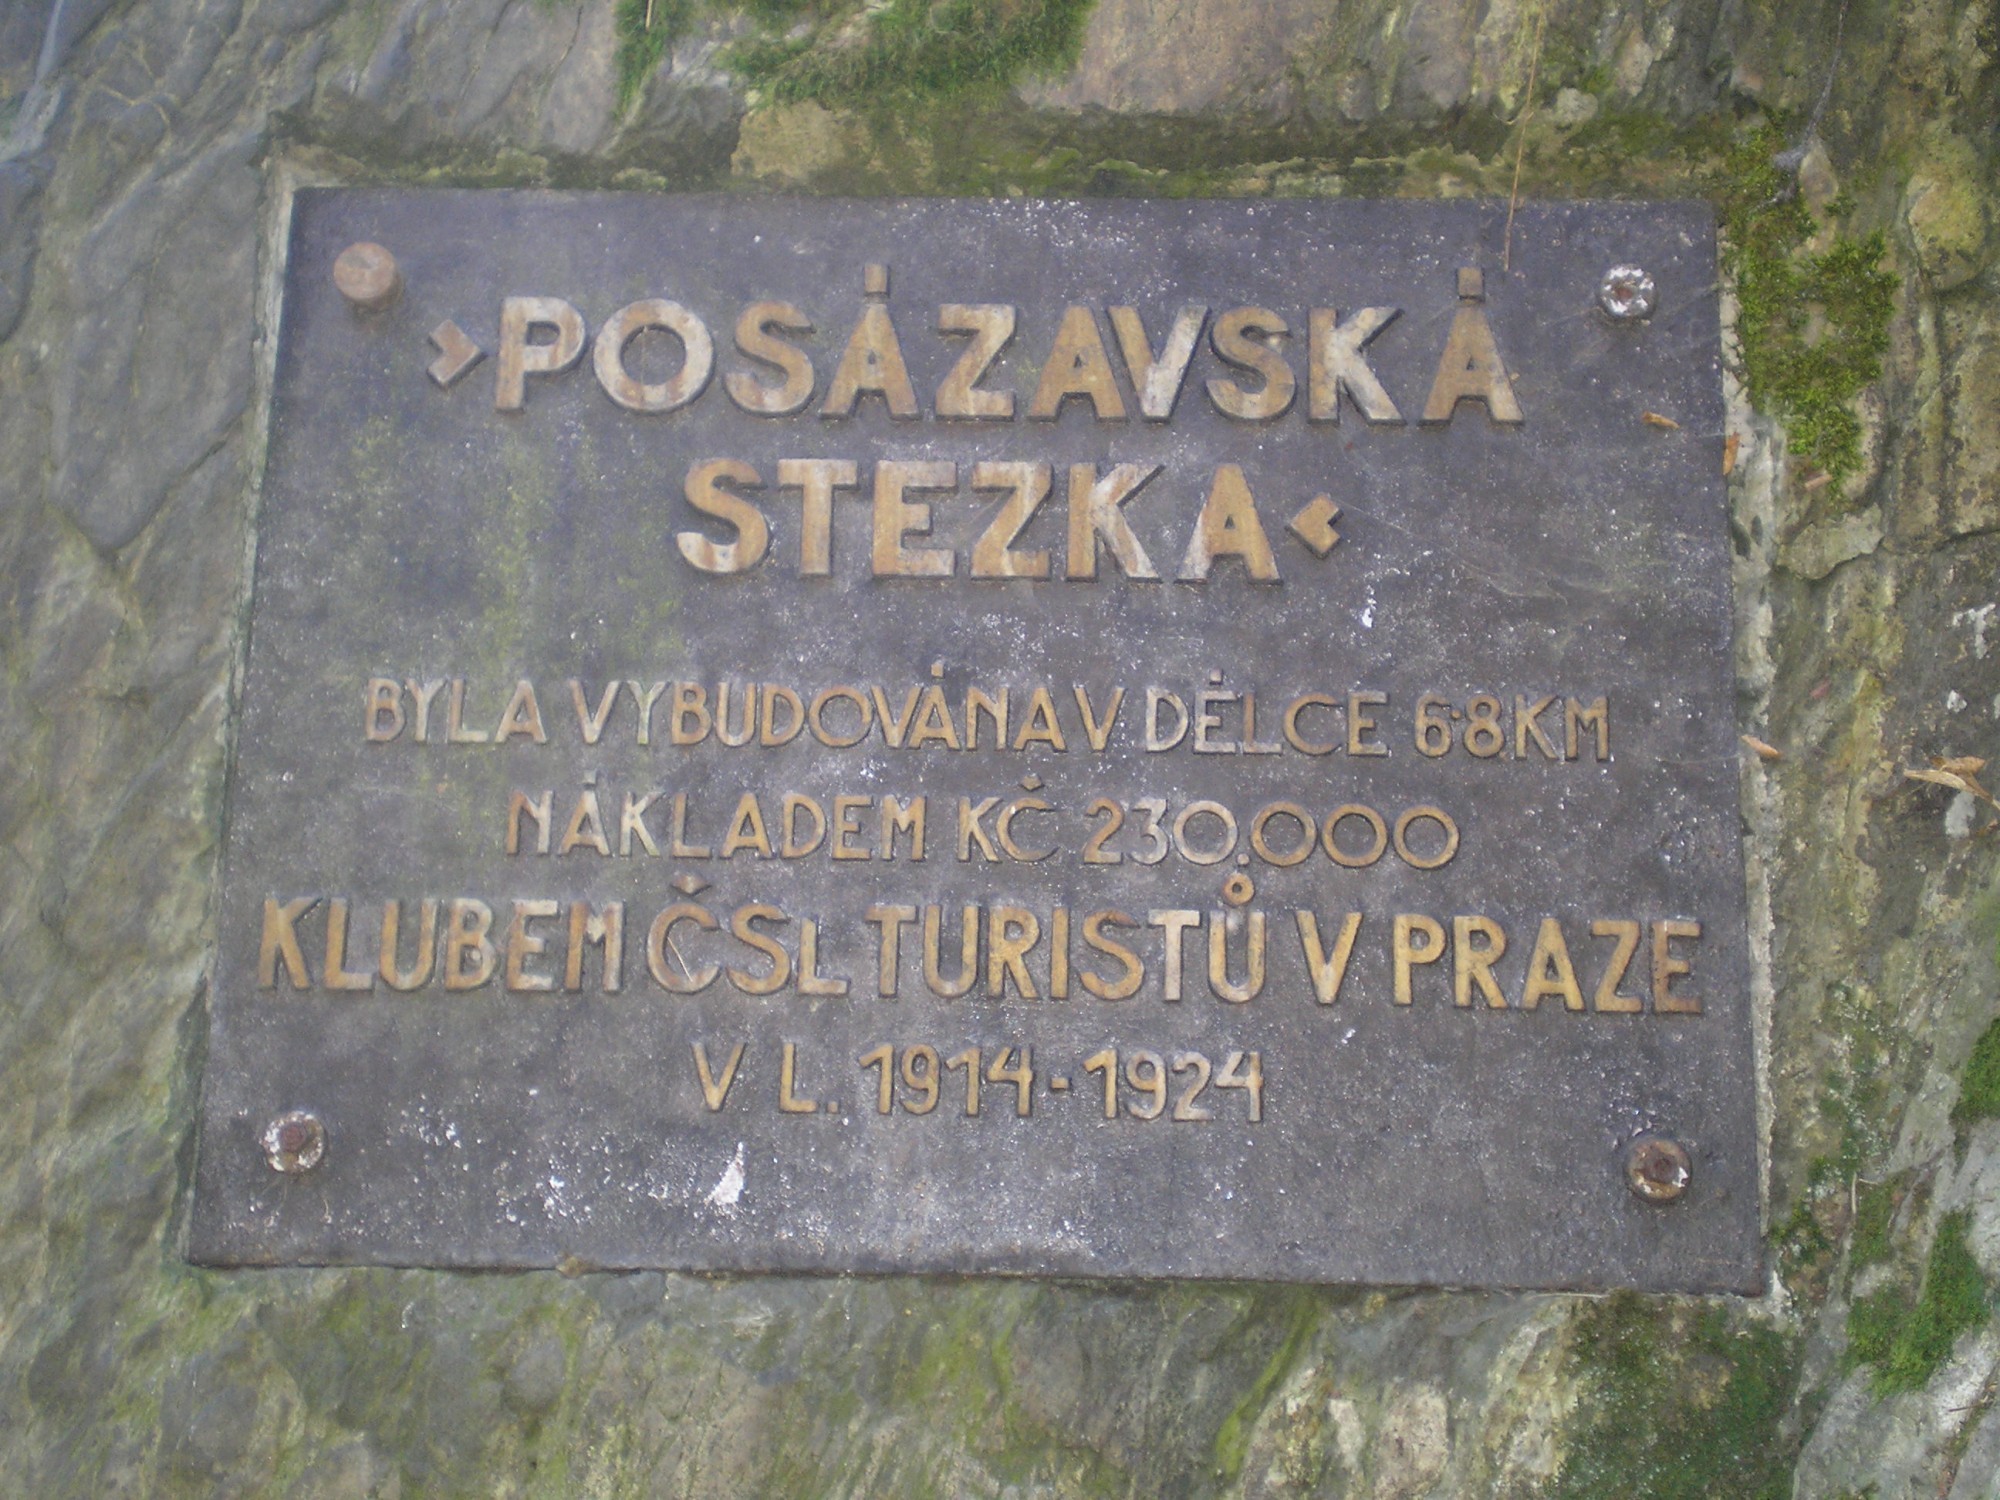 ›POSÁZAVSKÁ
STEZKA‹
BYLA VYBUDOVÁNA V DÉLCE 6·8 KM
NÁKLADEM KČ 230.000
KLUBEM ČSL TURISTŮ V PRAZE
V L. 1914-1924